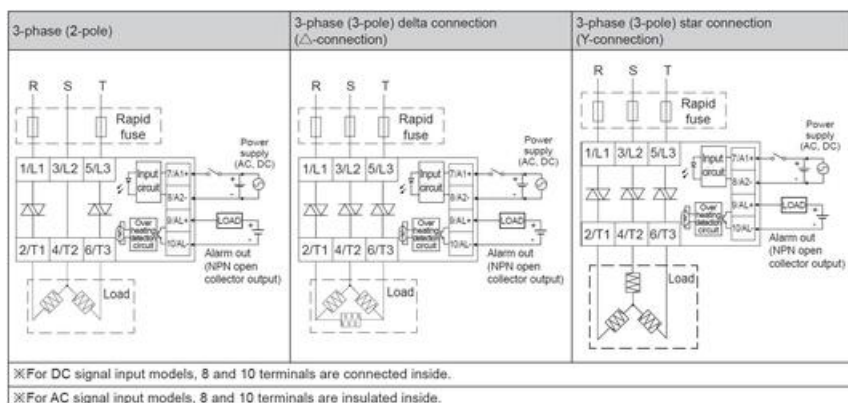 3-phase (2-pole)
3-phase (3-pole) delta connection
(△-connection)
3-phase (3-pole) star connection
(Y-connection)
R S T
Rapid
fuse
Power
supply
(AC, DC)
1/L1 3/L2 5/L3
Input
circuit
7/A1+
8/A2-
+
-
Over
heating
detector
circuit
9/AL+
10/AL-
LOAD
+
-
2/T1 4/T2 6/T3
Alarm out
(NPN open
collector output)
Load
R S T
Rapid
fuse
Power
supply
(AC, DC)
1/L1 3/L2 5/L3
Input
circuit
7/A1+
8/A2-
+
-
Over
heating
detector
circuit
9/AL+
10/AL-
LOAD
+
-
2/T1 4/T2 6/T3
Alarm out
(NPN open
collector output)
Load
R S T
Rapid
fuse
Power
supply
(AC, DC)
1/L1 3/L2 5/L3
Input
circuit
7/A1+
8/A2-
+
-
Over
heating
detector
circuit
9/AL+
10/AL-
LOAD
+
-
2/T1 4/T2 6/T3
Alarm out
(NPN open
collector output)
Load
※For DC signal input models, 8 and 10 terminals are connected inside.
※For AC signal input models, 8 and 10 terminals are insulated inside.